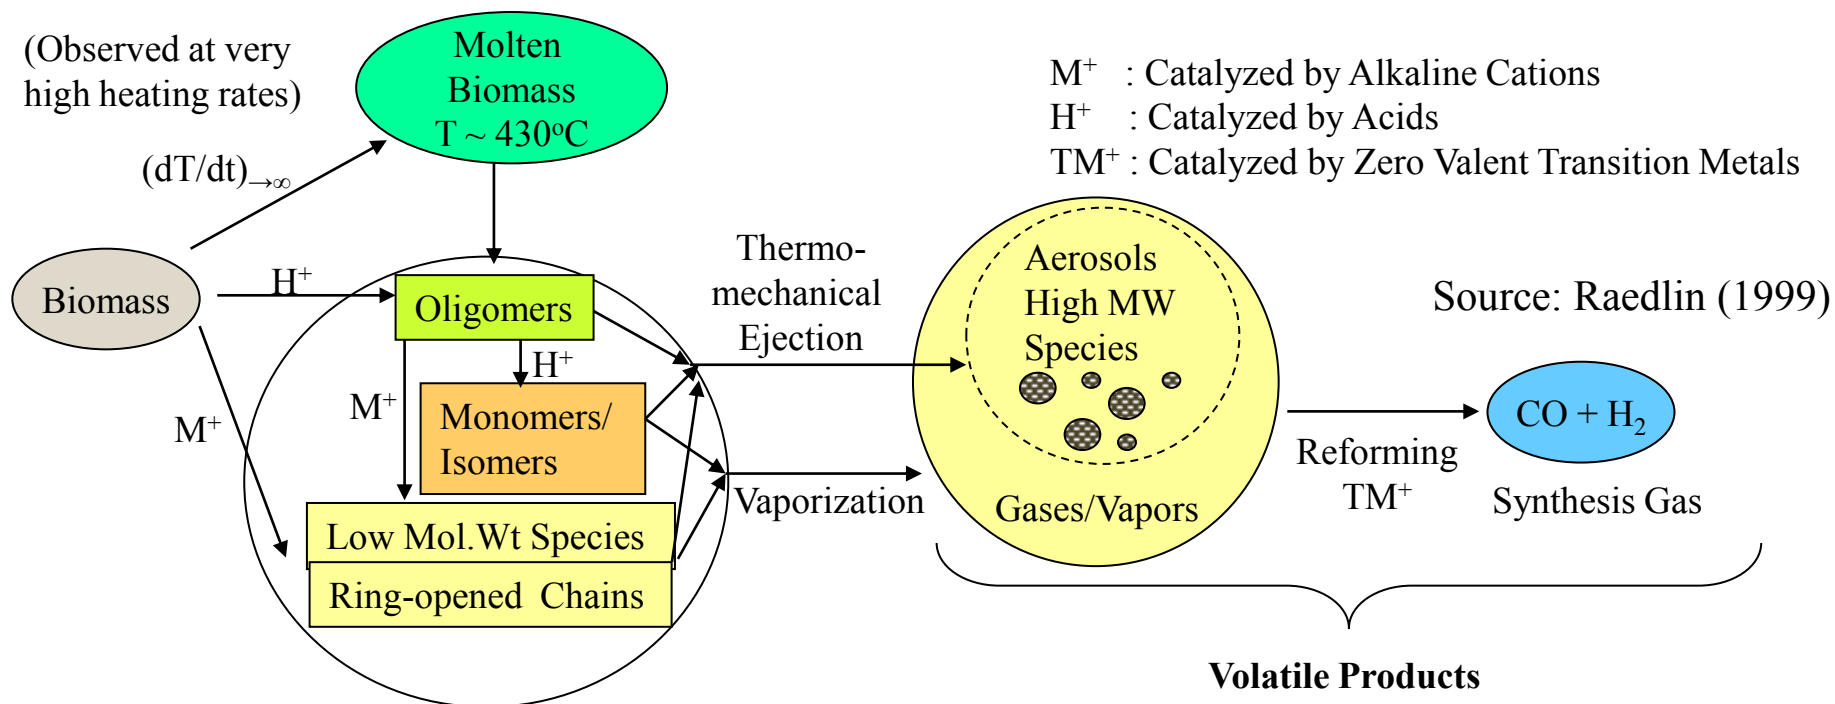 (Observed at very
high heating rates)
Molten
Biomass
T ~ 430°C
M⁺ : Catalyzed by Alkaline Cations
H⁺ : Catalyzed by Acids
TM⁺ : Catalyzed by Zero Valent Transition Metals
(dT/dt)→∞
Biomass
H⁺
Oligomers
H⁺
M⁺
M⁺
Monomers/
Isomers
Low Mol.Wt Species
Ring-opened Chains
Thermo-
mechanical
Ejection
Vaporization
Aerosols
High MW
Species
Gases/Vapors
Source: Raedlin (1999)
CO + H₂
Reforming
TM⁺
Synthesis Gas
Volatile Products